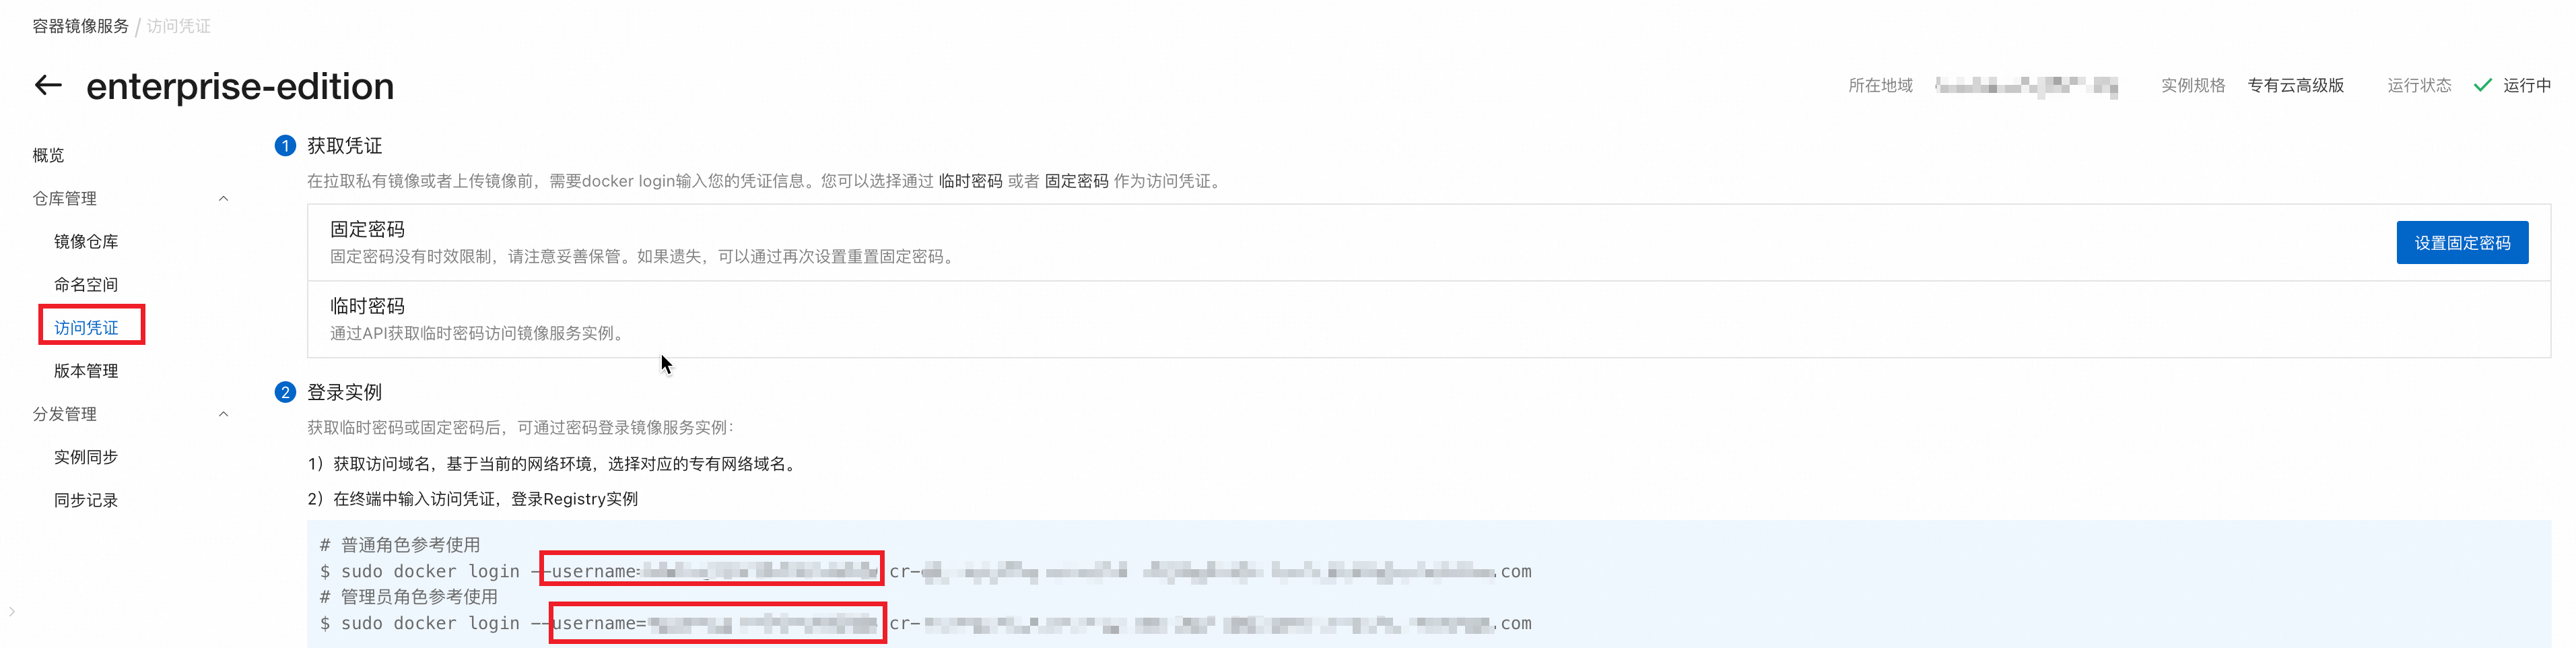 容器镜像服务 / 访问凭证
enterprise-edition
所在地域 实例规格 专有云高级版 运行状态 运行中
概览
仓库管理
镜像仓库
命名空间
访问凭证
版本管理
分发管理
实例同步
同步记录
1 获取凭证
在拉取私有镜像或者上传镜像前，需要docker login输入您的凭证信息。您可以选择通过 临时密码 或者 固定密码 作为访问凭证。
固定密码
固定密码没有时效限制，请注意妥善保管。如果遗失，可以通过再次设置重置固定密码。
设置固定密码
临时密码
通过API获取临时密码访问镜像服务实例。
2 登录实例
获取临时密码或固定密码后，可通过密码登录镜像服务实例：
1）获取访问域名，基于当前的网络环境，选择对应的专有网络域名。
2）在终端中输入访问凭证，登录Registry实例
# 普通角色参考使用
$ sudo docker login --username= cr- .com
# 管理员角色参考使用
$ sudo docker login --username= cr- .com